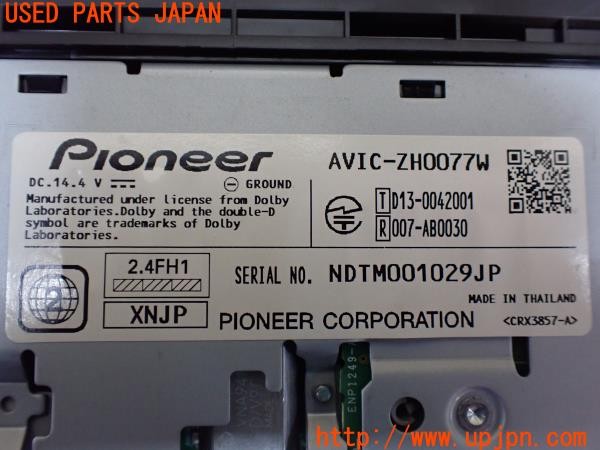 USED PARTS JAPAN
Pioneer
AVIC-ZH0077W
DC.14.4 V
GROUND
Manufactured under license from Dolby
Laboratories.Dolby and the double-D
symbol are trademarks of Dolby
Laboratories.
T D13-0042001
R 007-AB0030
2
2.4FH1
XNJP
SERIAL NO. NDTM001029JP
MADE IN THAILAND
PIONEER CORPORATION
<CRX3857-A>
ENP1249-
http://www.upjpn.com